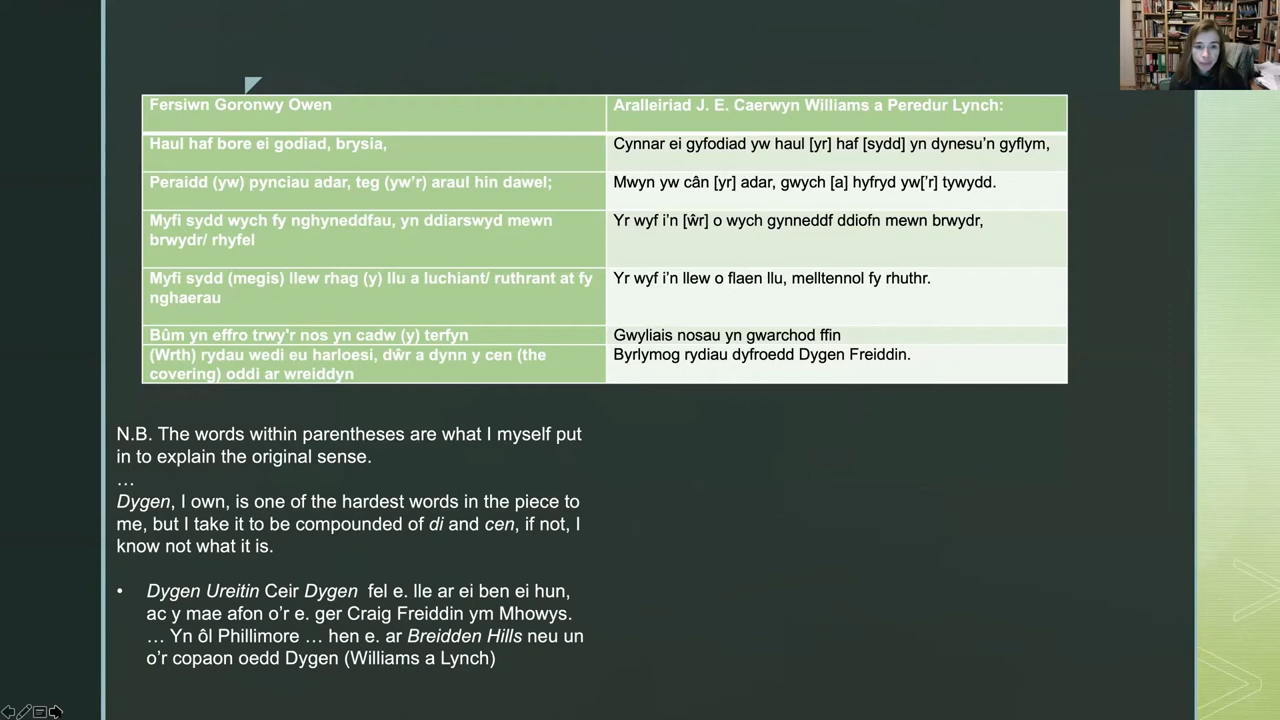 Fersiwn Goronwy Owen
Aralleiriad J. E. Caerwyn Williams a Peredur Lynch:
Haul haf bore ei godiad, brysia,
Cynnar ei gyfodiad yw haul [yr] haf [sydd] yn dynesu’n gyflym,
Peraidd (yw) pynciau adar, teg (yw’r) araul hin dawel;
Mwyn yw cân [yr] adar, gwych [a] hyfryd yw[’r] tywydd.
Myfi sydd wych fy nghyneddfau, yn ddiarswyd mewn
brwydr/ rhyfel
Yr wyf i’n [ŵr] o wych gynneddf ddiofn mewn brwydr,
Myfi sydd (megis) llew rhag (y) llu a luchiant/ ruthrant at fy
nghaerau
Yr wyf i’n llew o flaen llu, melltennol fy rhuthr.
Bûm yn effro trwy’r nos yn cadw (y) terfyn
Gwyliais nosau yn gwarchod ffin
(Wrth) rydau wedi eu harloesi, dŵr a dynn y cen (the
covering) oddi ar wreiddyn
Byrlymog rydiau dyfroedd Dygen Freiddin.
N.B. The words within parentheses are what I myself put
in to explain the original sense.
…
Dygen, I own, is one of the hardest words in the piece to
me, but I take it to be compounded of di and cen, if not, I
know not what it is.
• Dygen Ureitin Ceir Dygen fel e. lle ar ei ben ei hun,
ac y mae afon o’r e. ger Craig Freiddin ym Mhowys.
… Yn ôl Phillimore … hen e. ar Breidden Hills neu un
o’r copaon oedd Dygen (Williams a Lynch)